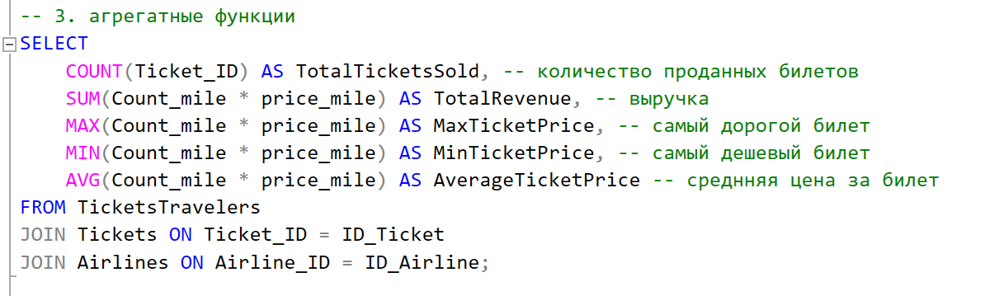 -- 3. агрегатные функции
SELECT
COUNT(Ticket_ID) AS TotalTicketsSold, -- количество проданных билетов
SUM(Count_mile * price_mile) AS TotalRevenue, -- выручка
MAX(Count_mile * price_mile) AS MaxTicketPrice, -- самый дорогой билет
MIN(Count_mile * price_mile) AS MinTicketPrice, -- самый дешевый билет
AVG(Count_mile * price_mile) AS AverageTicketPrice -- среднняя цена за билет
FROM TicketsTravelers
JOIN Tickets ON Ticket_ID = ID_Ticket
JOIN Airlines ON Airline_ID = ID_Airline;